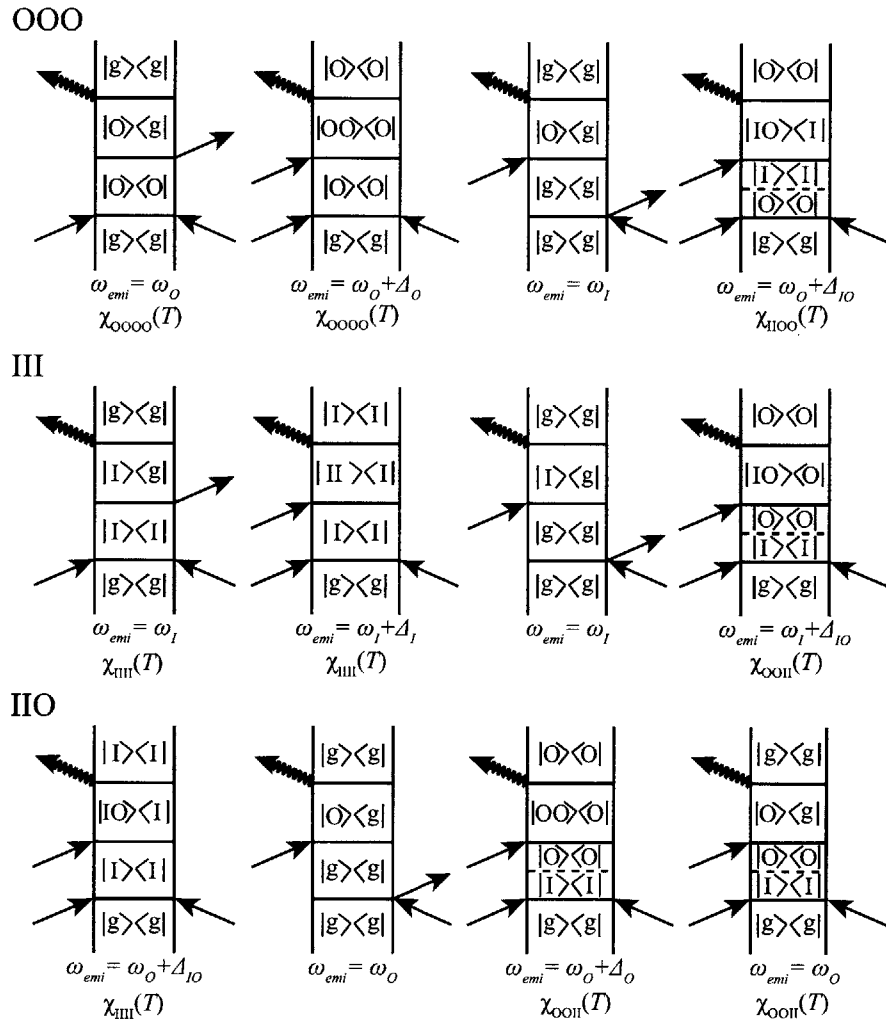 OOO
|g><g| |O><O| |g><g| |O><O|
|O><g| |OO><O| |O><g| |IO><I|
|O><O| |O><O| |g><g| |I><I|
|O><O|
|g><g| |g><g| |g><g| |g><g|
ω_emi = ω_O ω_emi = ω_O+Δ_O ω_emi = ω_I ω_emi = ω_O+Δ_IO
χ_OOOO(T) χ_OOOO(T) χ_IIOO(T)
III
|g><g| |I><I| |g><g| |O><O|
|I><g| |II><I| |I><g| |IO><O|
|I><I| |I><I| |g><g| |O><O|
|I><I|
|g><g| |g><g| |g><g| |g><g|
ω_emi = ω_I ω_emi = ω_I+Δ_I ω_emi = ω_I ω_emi = ω_I+Δ_IO
χ_IIII(T) χ_IIII(T) χ_OOII(T)
IIO
|I><I| |g><g| |O><O| |g><g|
|IO><I| |O><g| |OO><O| |O><g|
|I><I| |g><g| |O><O| |O><O|
|I><I| |I><I|
|g><g| |g><g| |g><g| |g><g|
ω_emi = ω_O+Δ_IO ω_emi = ω_O ω_emi = ω_O+Δ_O ω_emi = ω_O
χ_IIII(T) χ_OOII(T) χ_OOII(T)